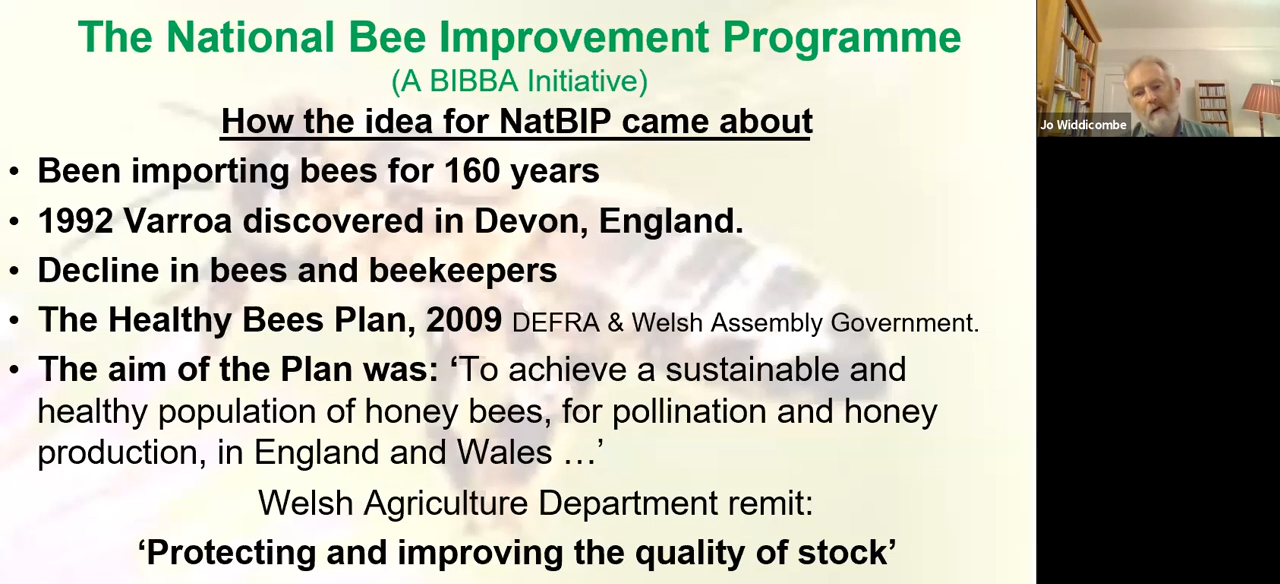 The National Bee Improvement Programme
(A BIBBA Initiative)
How the idea for NatBIP came about
• Been importing bees for 160 years
• 1992 Varroa discovered in Devon, England.
• Decline in bees and beekeepers
• The Healthy Bees Plan, 2009 DEFRA & Welsh Assembly Government.
• The aim of the Plan was: ‘To achieve a sustainable and
healthy population of honey bees, for pollination and honey
production, in England and Wales …’
Welsh Agriculture Department remit:
‘Protecting and improving the quality of stock’
Jo Widdicombe